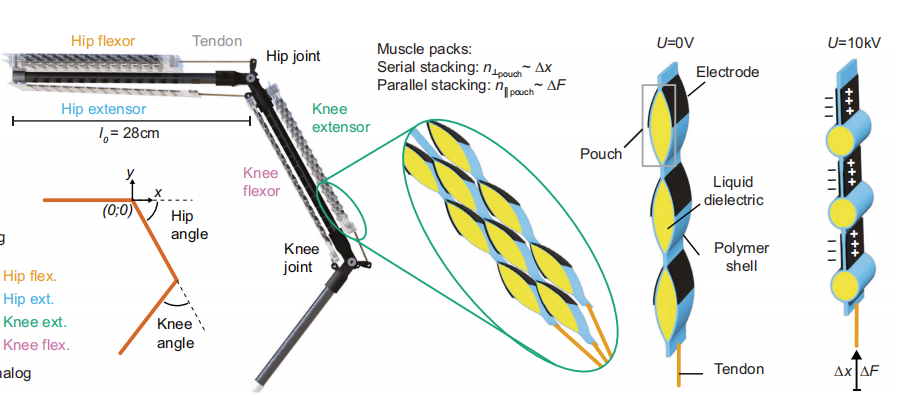 Hip flexor
Tendon
Hip joint
Hip extensor
l₀ = 28cm
Knee
extensor
Knee
flexor
Knee
joint
y
x
(0;0)
Hip
angle
Knee
angle
g
Hip flex.
Hip ext.
Knee ext.
Knee flex.
nalog
Muscle packs:
Serial stacking: n⊥pouch~ Δx
Parallel stacking: n∥pouch~ ΔF
U=0V
Electrode
Pouch
Liquid
dielectric
Polymer
shell
Tendon
U=10kV
– – – +++
– – – +++
– – – +++
Δx ΔF